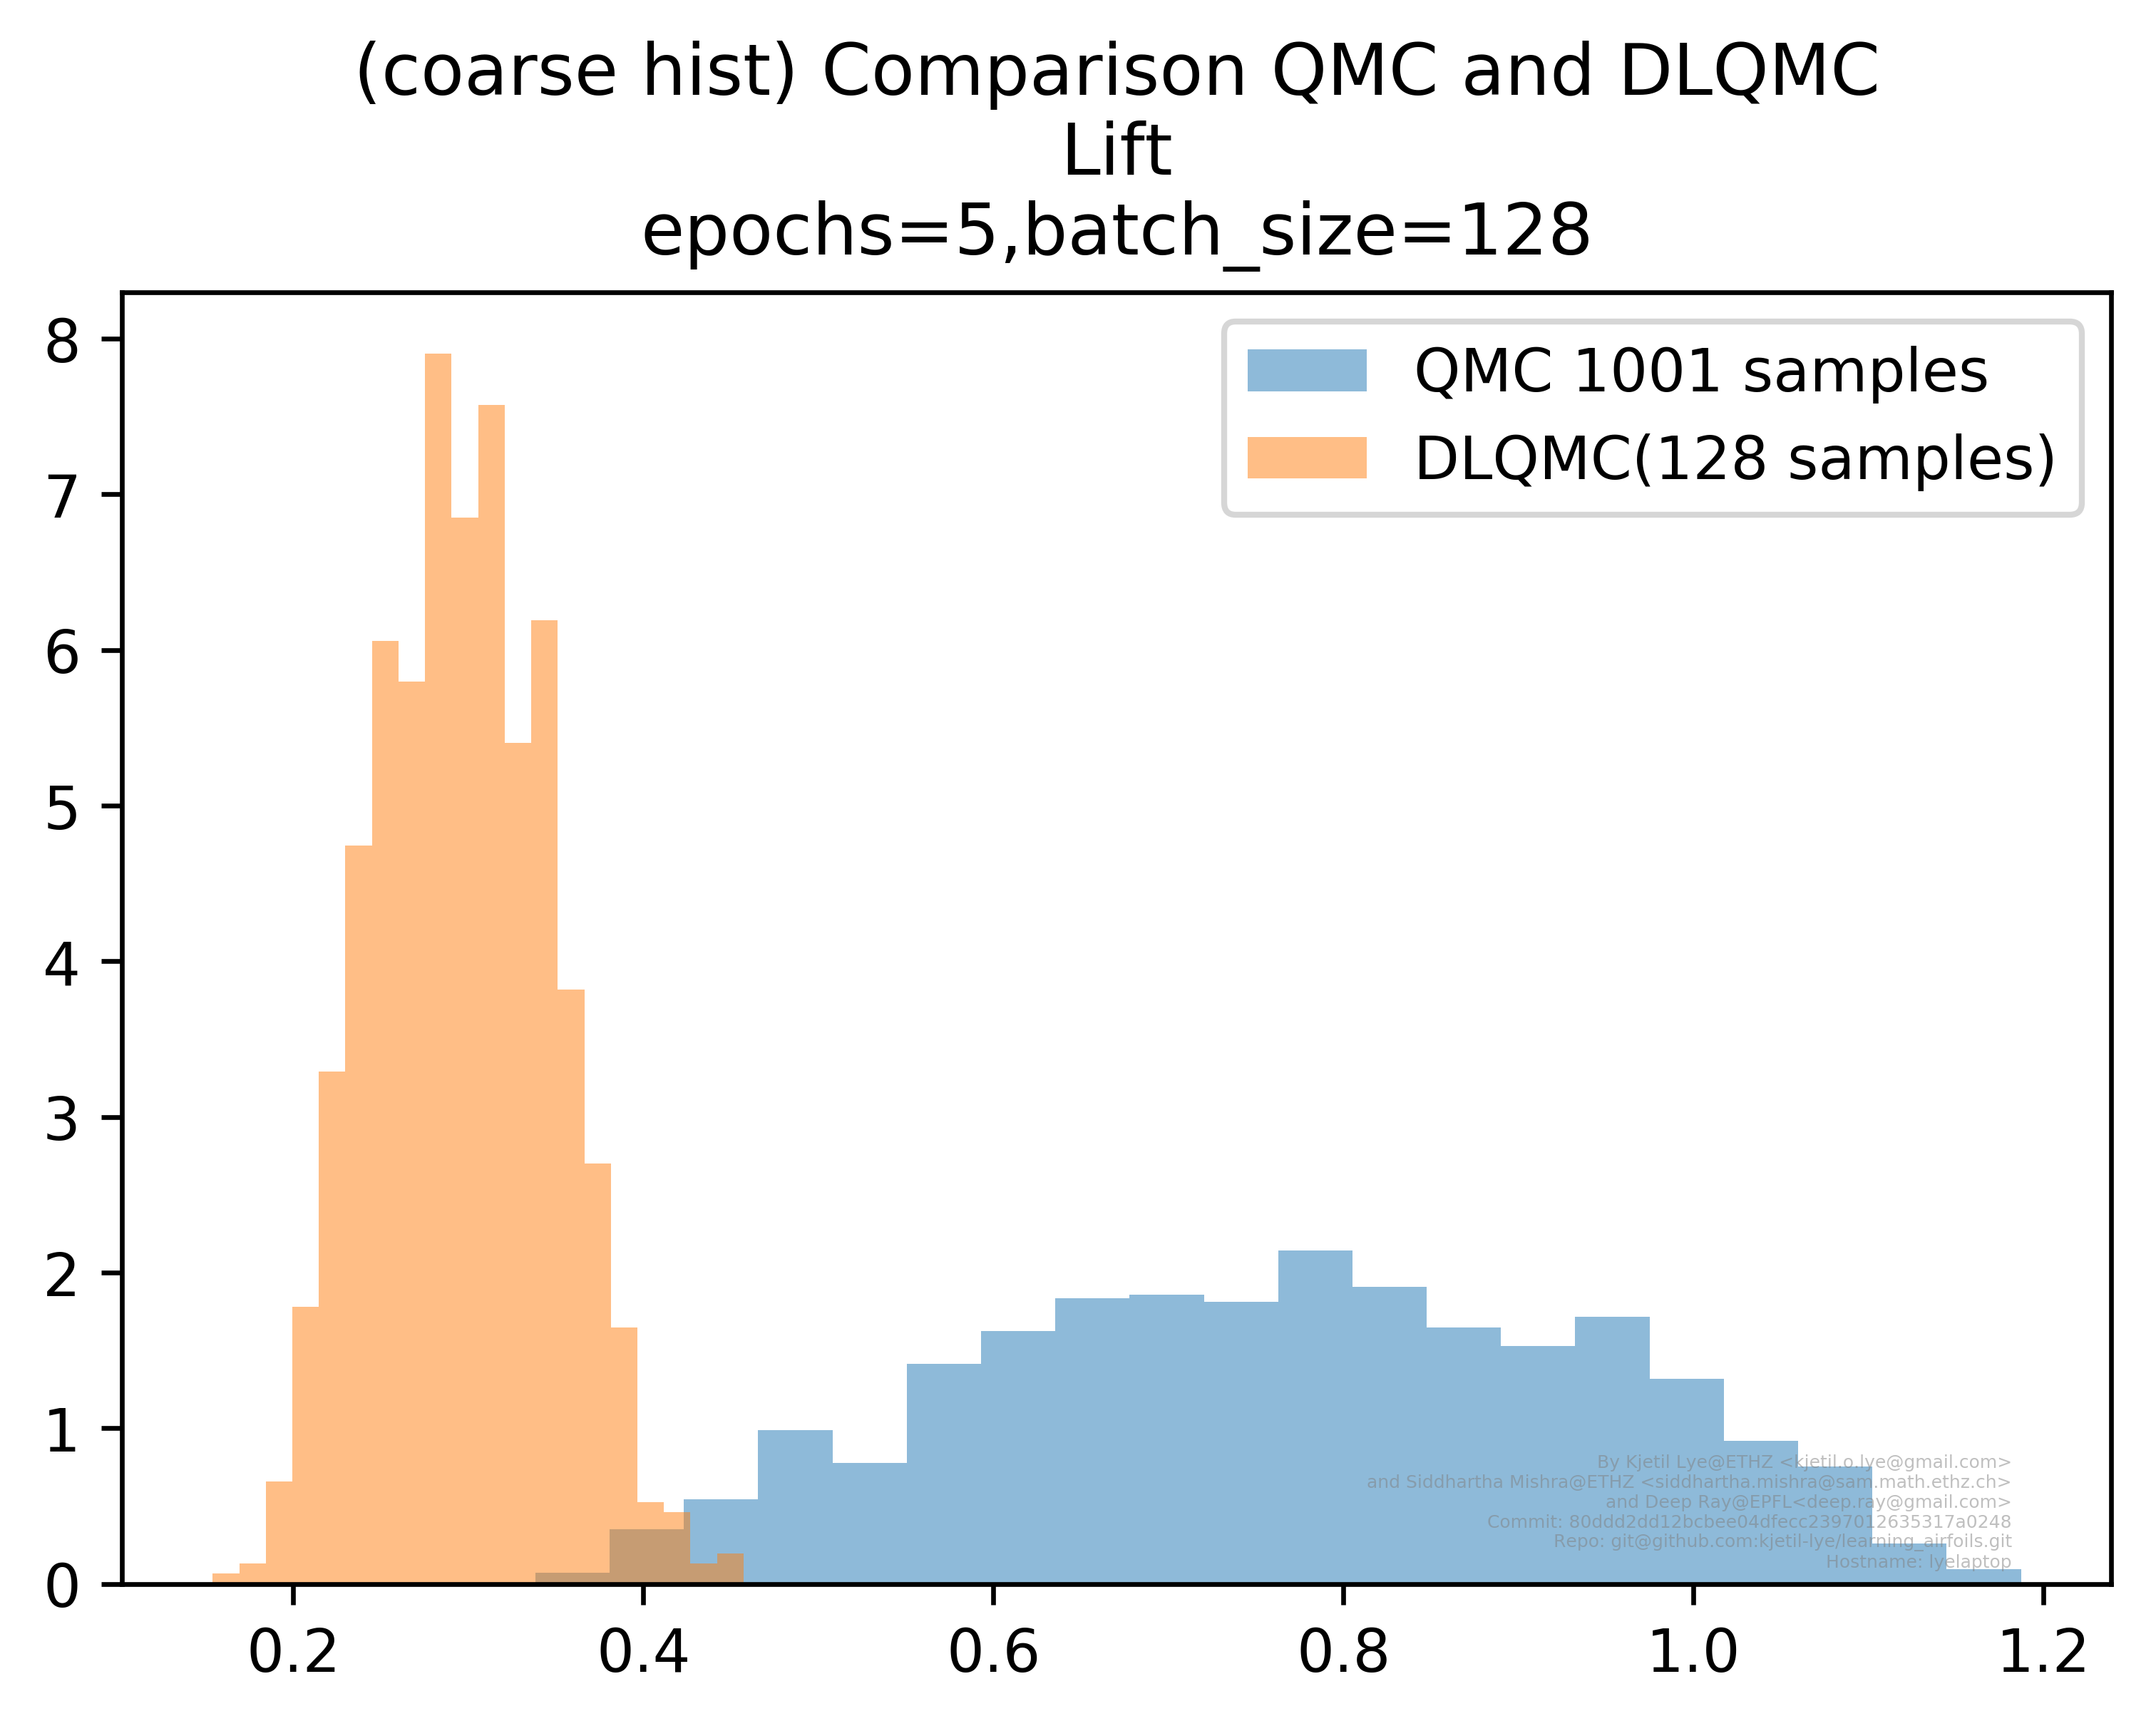 (coarse hist) Comparison QMC and DLQMC
Lift
epochs=5,batch_size=128
QMC 1001 samples
DLQMC(128 samples)
8
7
6
5
4
3
2
1
0
By Kjetil Lye@ETHZ <kjetil.o.lye@gmail.com>
and Siddhartha Mishra@ETHZ <siddhartha.mishra@sam.math.ethz.ch>
and Deep Ray@EPFL<deep.ray@gmail.com>
Commit: 80ddd2dd12bcbee04dfecc2397012635317a0248
Repo: git@github.com:kjetil-lye/learning_airfoils.git
Hostname: lyelaptop
0.2 0.4 0.6 0.8 1.0 1.2